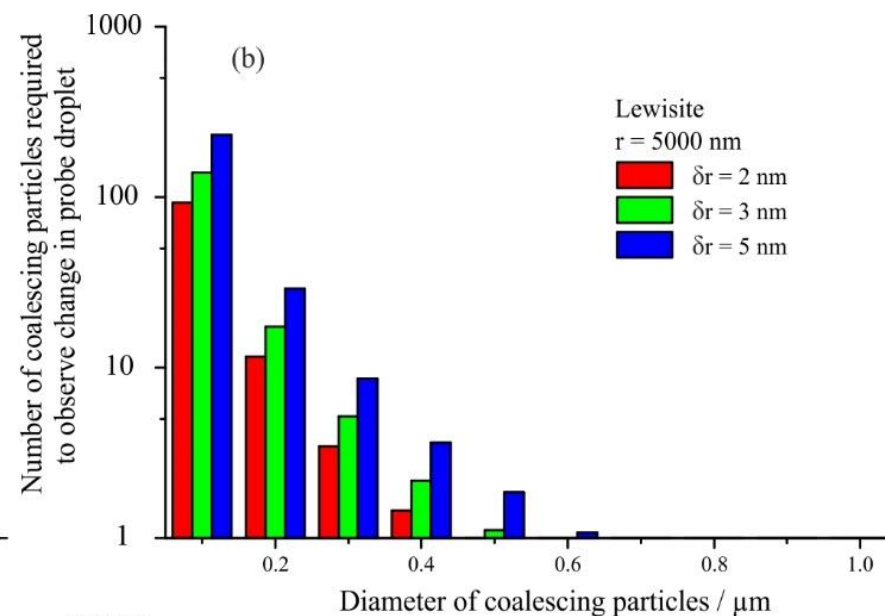 1000
(b)
Number of coalescing particles required
to observe change in probe droplet
Lewisite
r = 5000 nm
δr = 2 nm
δr = 3 nm
δr = 5 nm
100
10
1
0.2 0.4 0.6 0.8 1.0
Diameter of coalescing particles / µm